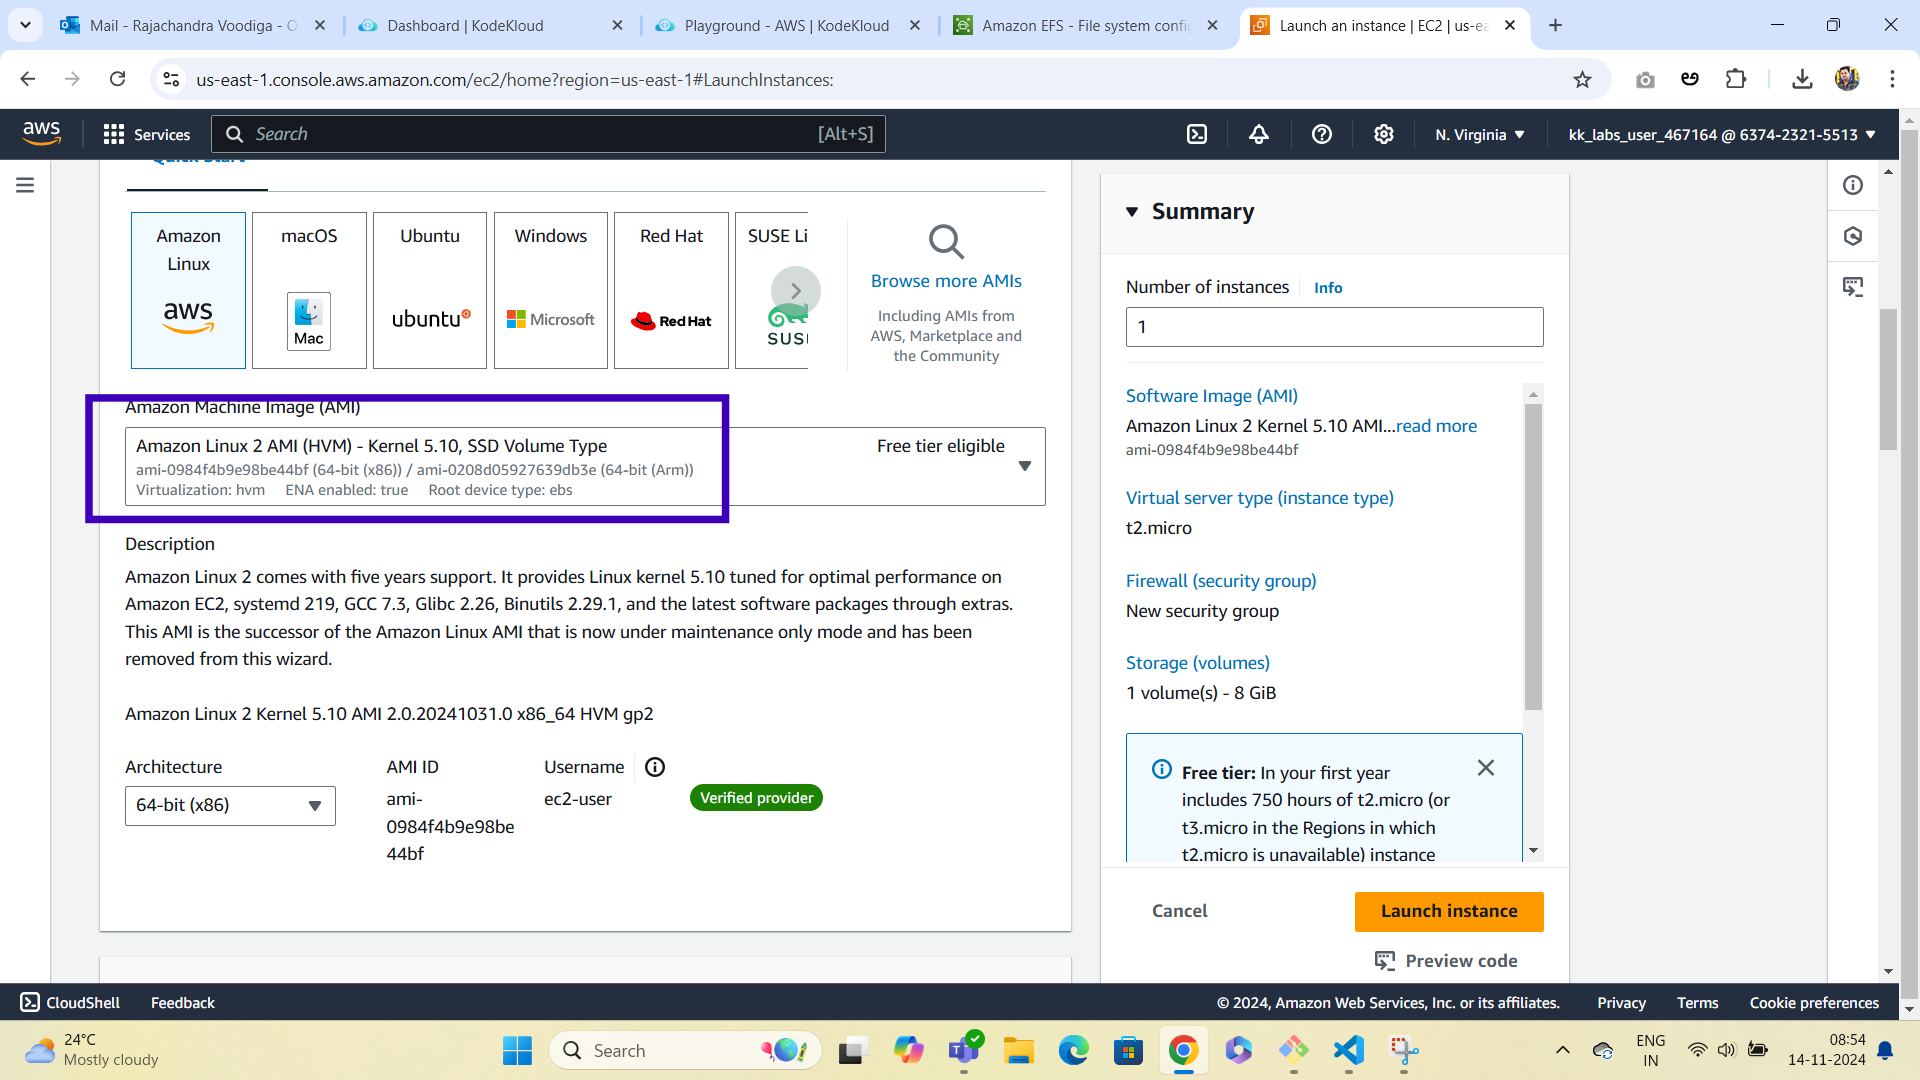 Mail - Rajachandra Voodiga - O
Dashboard | KodeKloud
Playground - AWS | KodeKloud
Amazon EFS - File system config
Launch an instance | EC2 | us-ea
us-east-1.console.aws.amazon.com/ec2/home?region=us-east-1#LaunchInstances:
aws
Services
Search
[Alt+S]
N. Virginia
kk_labs_user_467164 @ 6374-2321-5513
Quick Start
Amazon
Linux
aws
macOS
Mac
Ubuntu
ubuntu
Windows
Microsoft
Red Hat
Red Hat
SUSE Li
SUS
Browse more AMIs
Including AMIs from
AWS, Marketplace and
the Community
Amazon Machine Image (AMI)
Amazon Linux 2 AMI (HVM) - Kernel 5.10, SSD Volume Type
Free tier eligible
ami-0984f4b9e98be44bf (64-bit (x86)) / ami-0208d05927639db3e (64-bit (Arm))
Virtualization: hvm ENA enabled: true Root device type: ebs
Description
Amazon Linux 2 comes with five years support. It provides Linux kernel 5.10 tuned for optimal performance on
Amazon EC2, systemd 219, GCC 7.3, Glibc 2.26, Binutils 2.29.1, and the latest software packages through extras.
This AMI is the successor of the Amazon Linux AMI that is now under maintenance only mode and has been
removed from this wizard.
Amazon Linux 2 Kernel 5.10 AMI 2.0.20241031.0 x86_64 HVM gp2
Architecture
64-bit (x86)
AMI ID
ami-
0984f4b9e98be
44bf
Username
ec2-user
Verified provider
Summary
Number of instances
Info
1
Software Image (AMI)
Amazon Linux 2 Kernel 5.10 AMI...read more
ami-0984f4b9e98be44bf
Virtual server type (instance type)
t2.micro
Firewall (security group)
New security group
Storage (volumes)
1 volume(s) - 8 GiB
Free tier: In your first year
includes 750 hours of t2.micro (or
t3.micro in the Regions in which
t2.micro is unavailable) instance
Cancel
Launch instance
Preview code
CloudShell
Feedback
© 2024, Amazon Web Services, Inc. or its affiliates.
Privacy
Terms
Cookie preferences
24°C
Mostly cloudy
Search
ENG
IN
08:54
14-11-2024